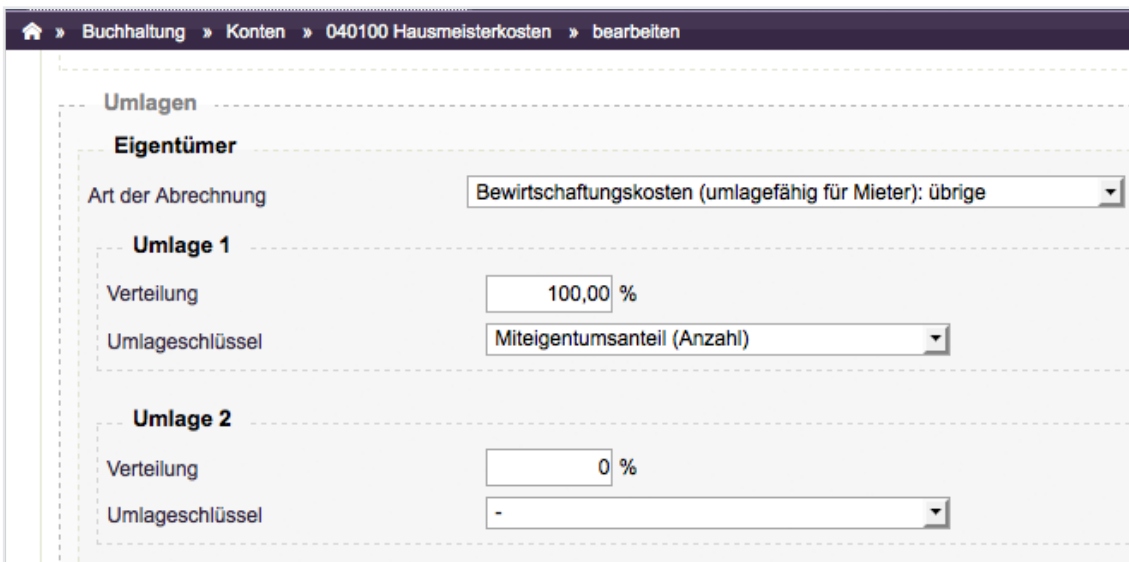 » Buchhaltung » Konten » 040100 Hausmeisterkosten » bearbeiten
Umlagen
Eigentümer
Art der Abrechnung Bewirtschaftungskosten (umlagefähig für Mieter): übrige
Umlage 1
Verteilung 100,00 %
Umlageschlüssel Miteigentumsanteil (Anzahl)
Umlage 2
Verteilung 0 %
Umlageschlüssel -